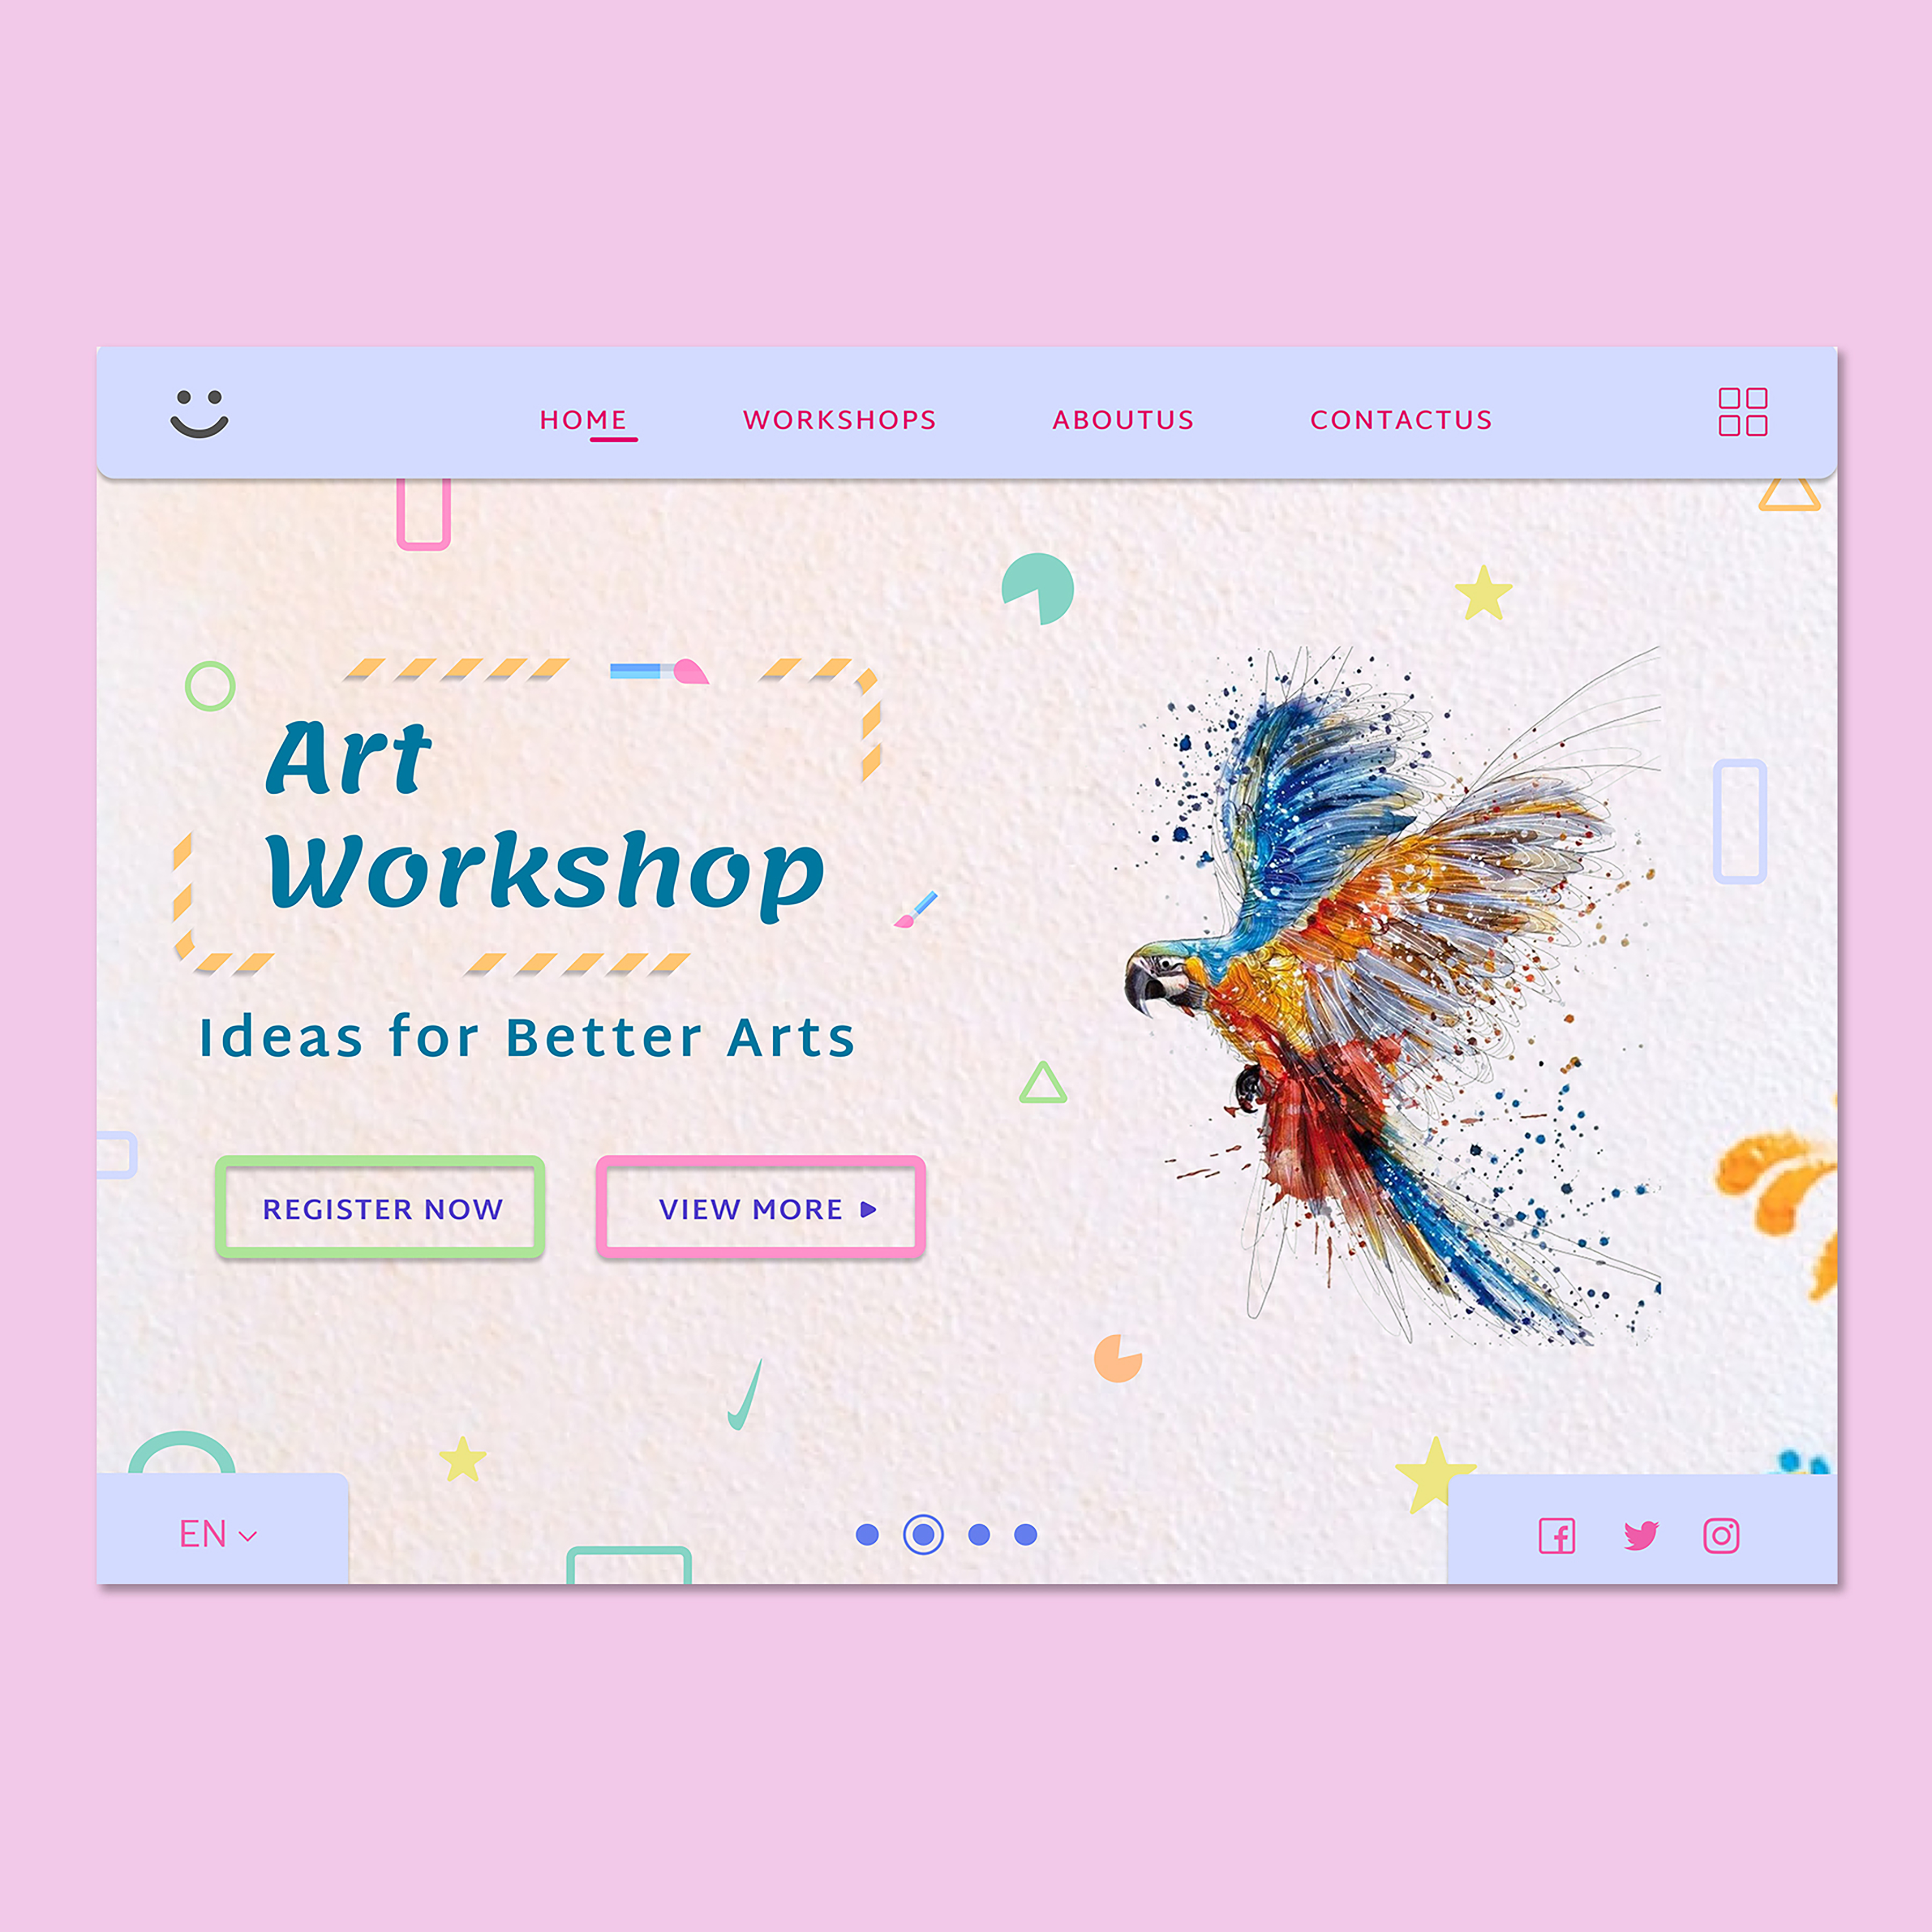 HOME WORKSHOPS ABOUTUS CONTACTUS
Art
Workshop
Ideas for Better Arts
REGISTER NOW VIEW MORE
EN